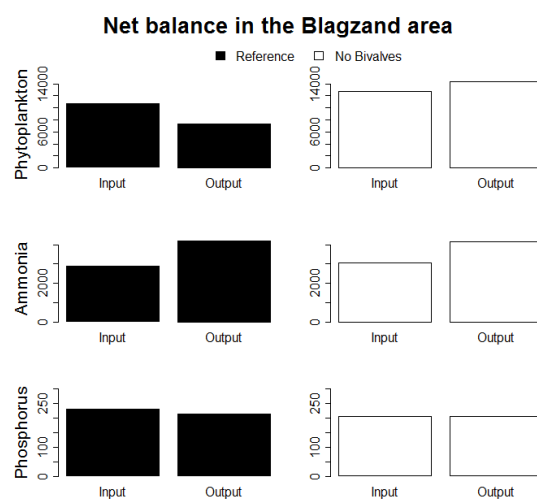 Net balance in the Blagzand area
Reference No Bivalves
Phytoplankton
0 6000 14000
Input Output
0 6000 14000
Input Output
Ammonia
0 2000
Input Output
0 2000
Input Output
Phosphorus
0 100 250
Input Output
0 100 250
Input Output